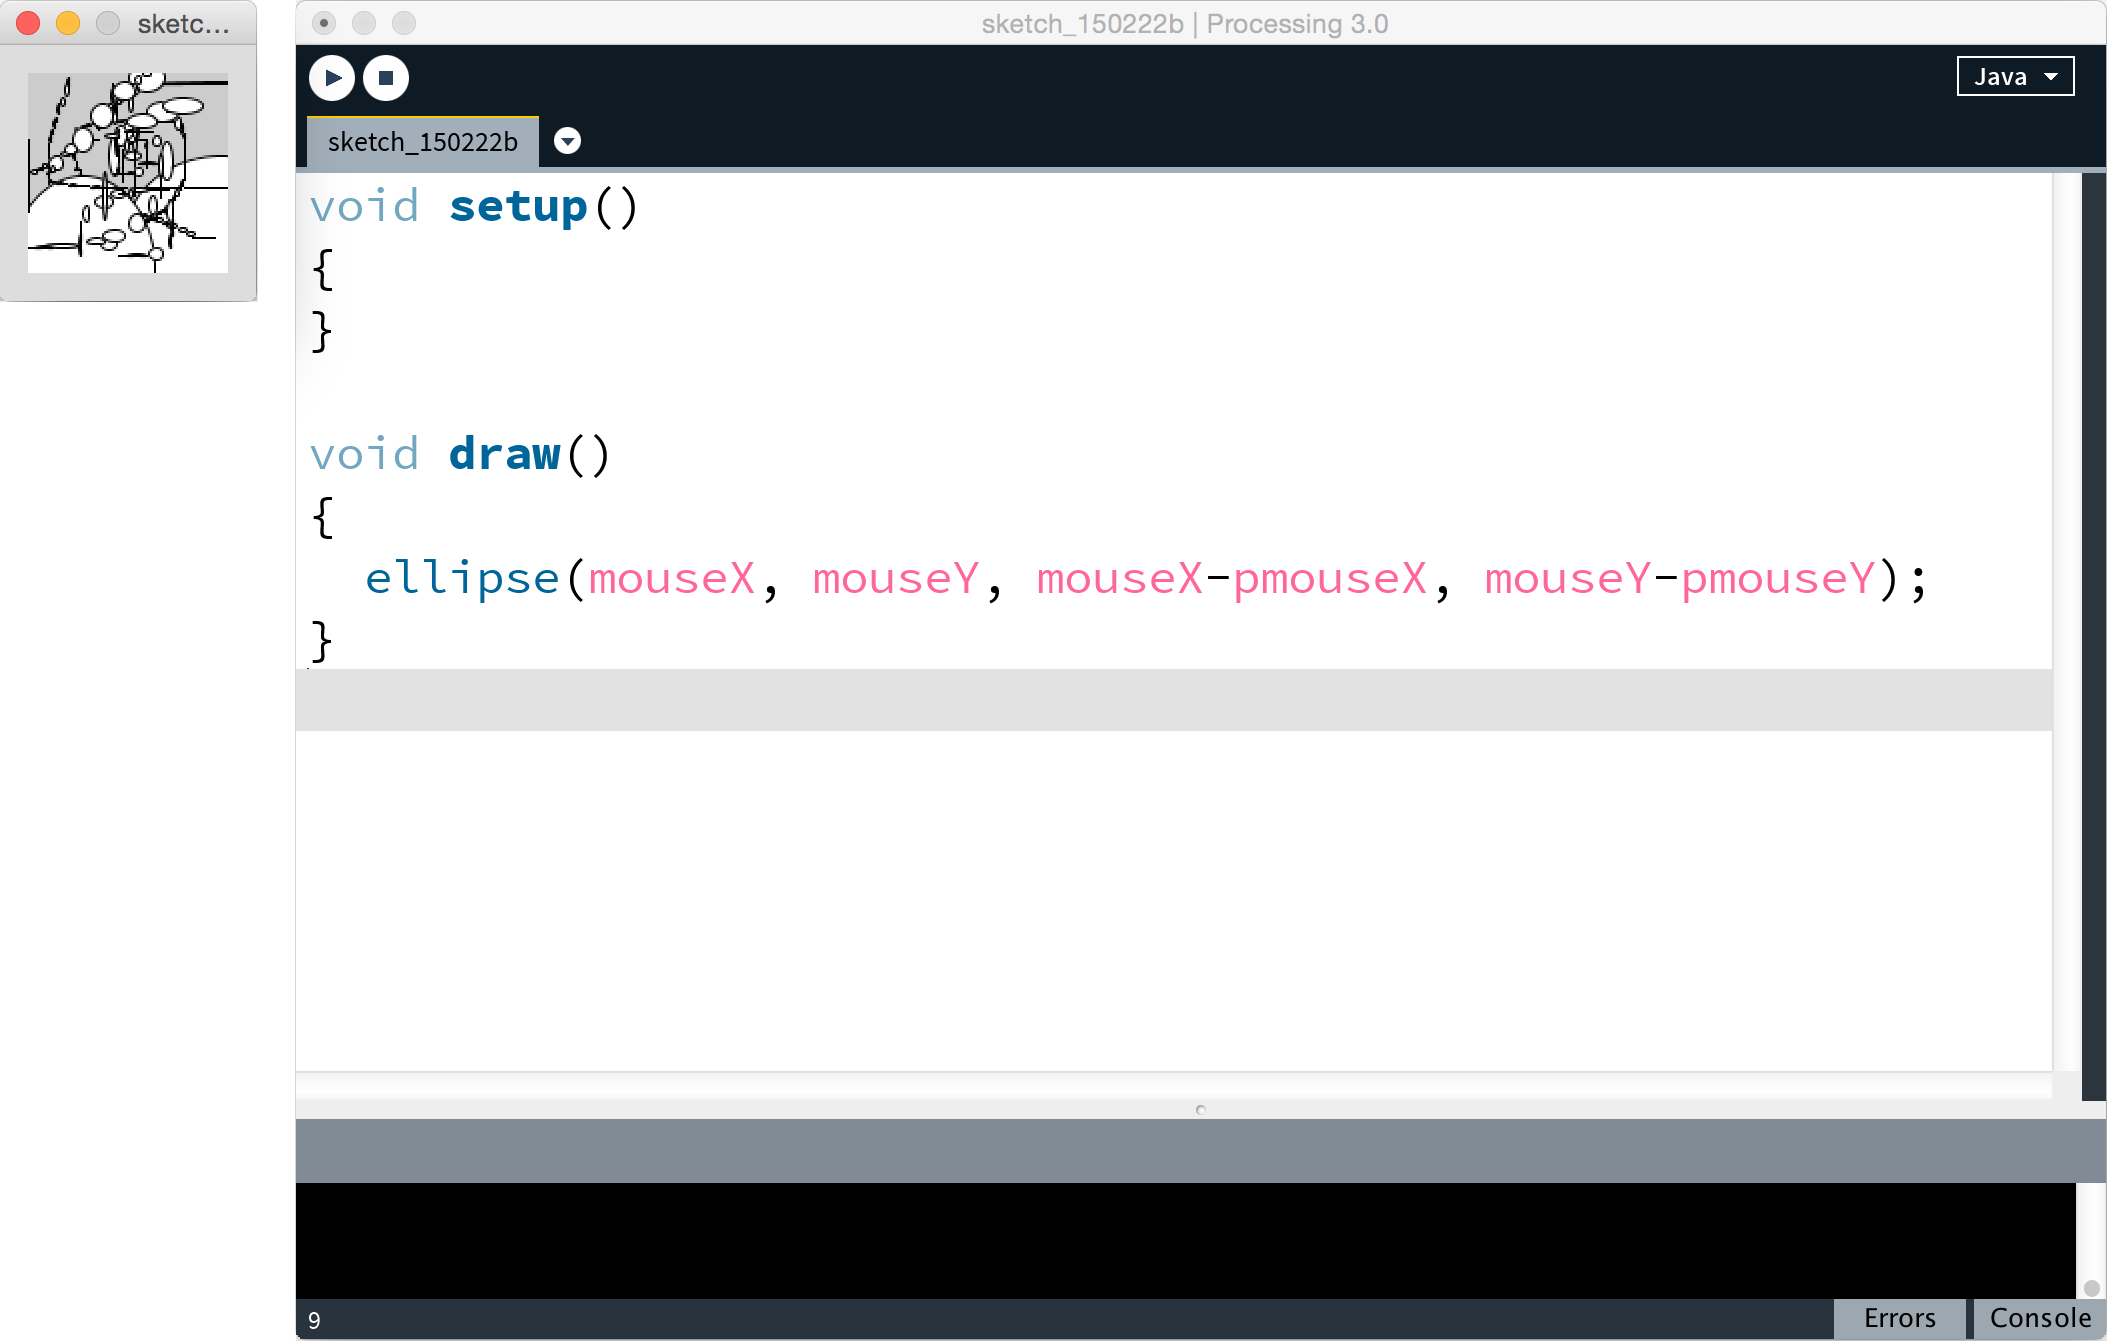 sketc...
sketch_150222b | Processing 3.0
Java
sketch_150222b
void setup()
{
}
void draw()
{
ellipse(mouseX, mouseY, mouseX-pmouseX, mouseY-pmouseY);
}
9
Errors
Console